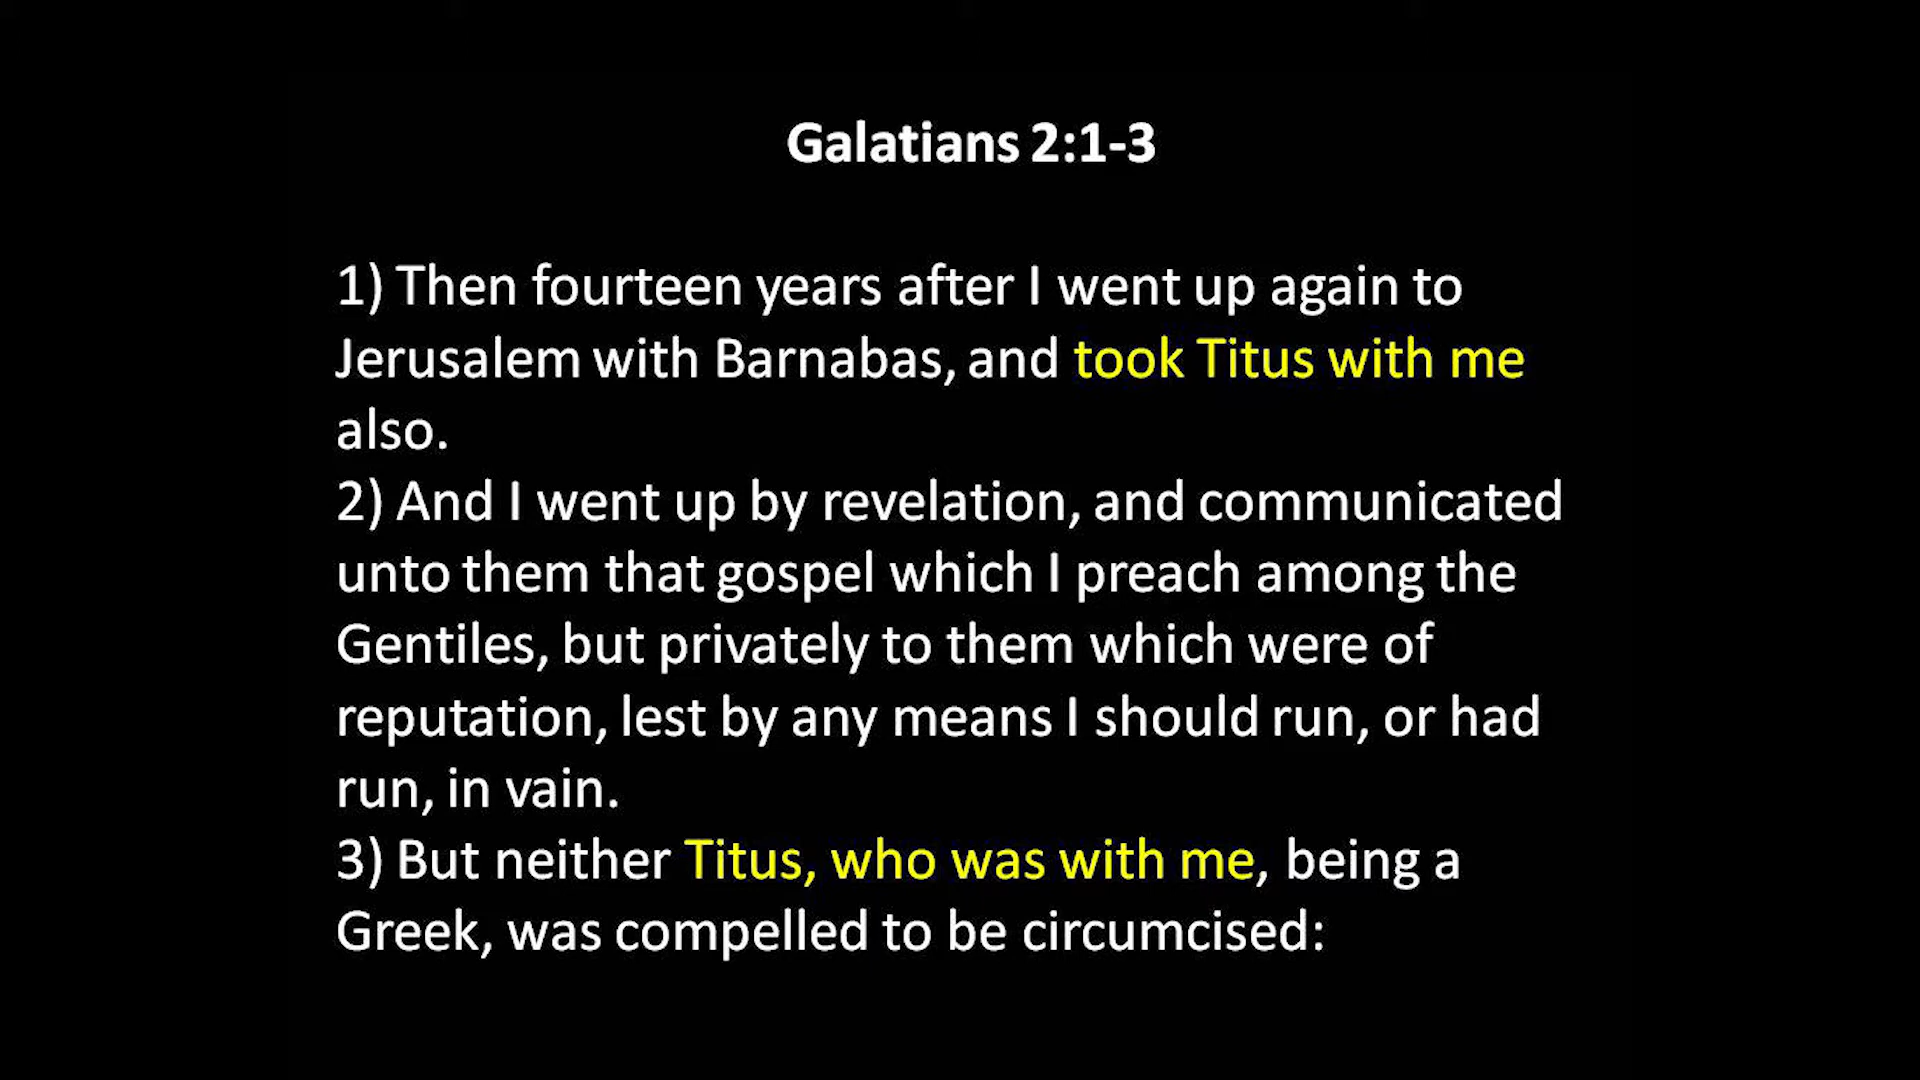 Galatians 2:1-3
1) Then fourteen years after I went up again to
Jerusalem with Barnabas, and took Titus with me
also.
2) And I went up by revelation, and communicated
unto them that gospel which I preach among the
Gentiles, but privately to them which were of
reputation, lest by any means I should run, or had
run, in vain.
3) But neither Titus, who was with me, being a
Greek, was compelled to be circumcised: